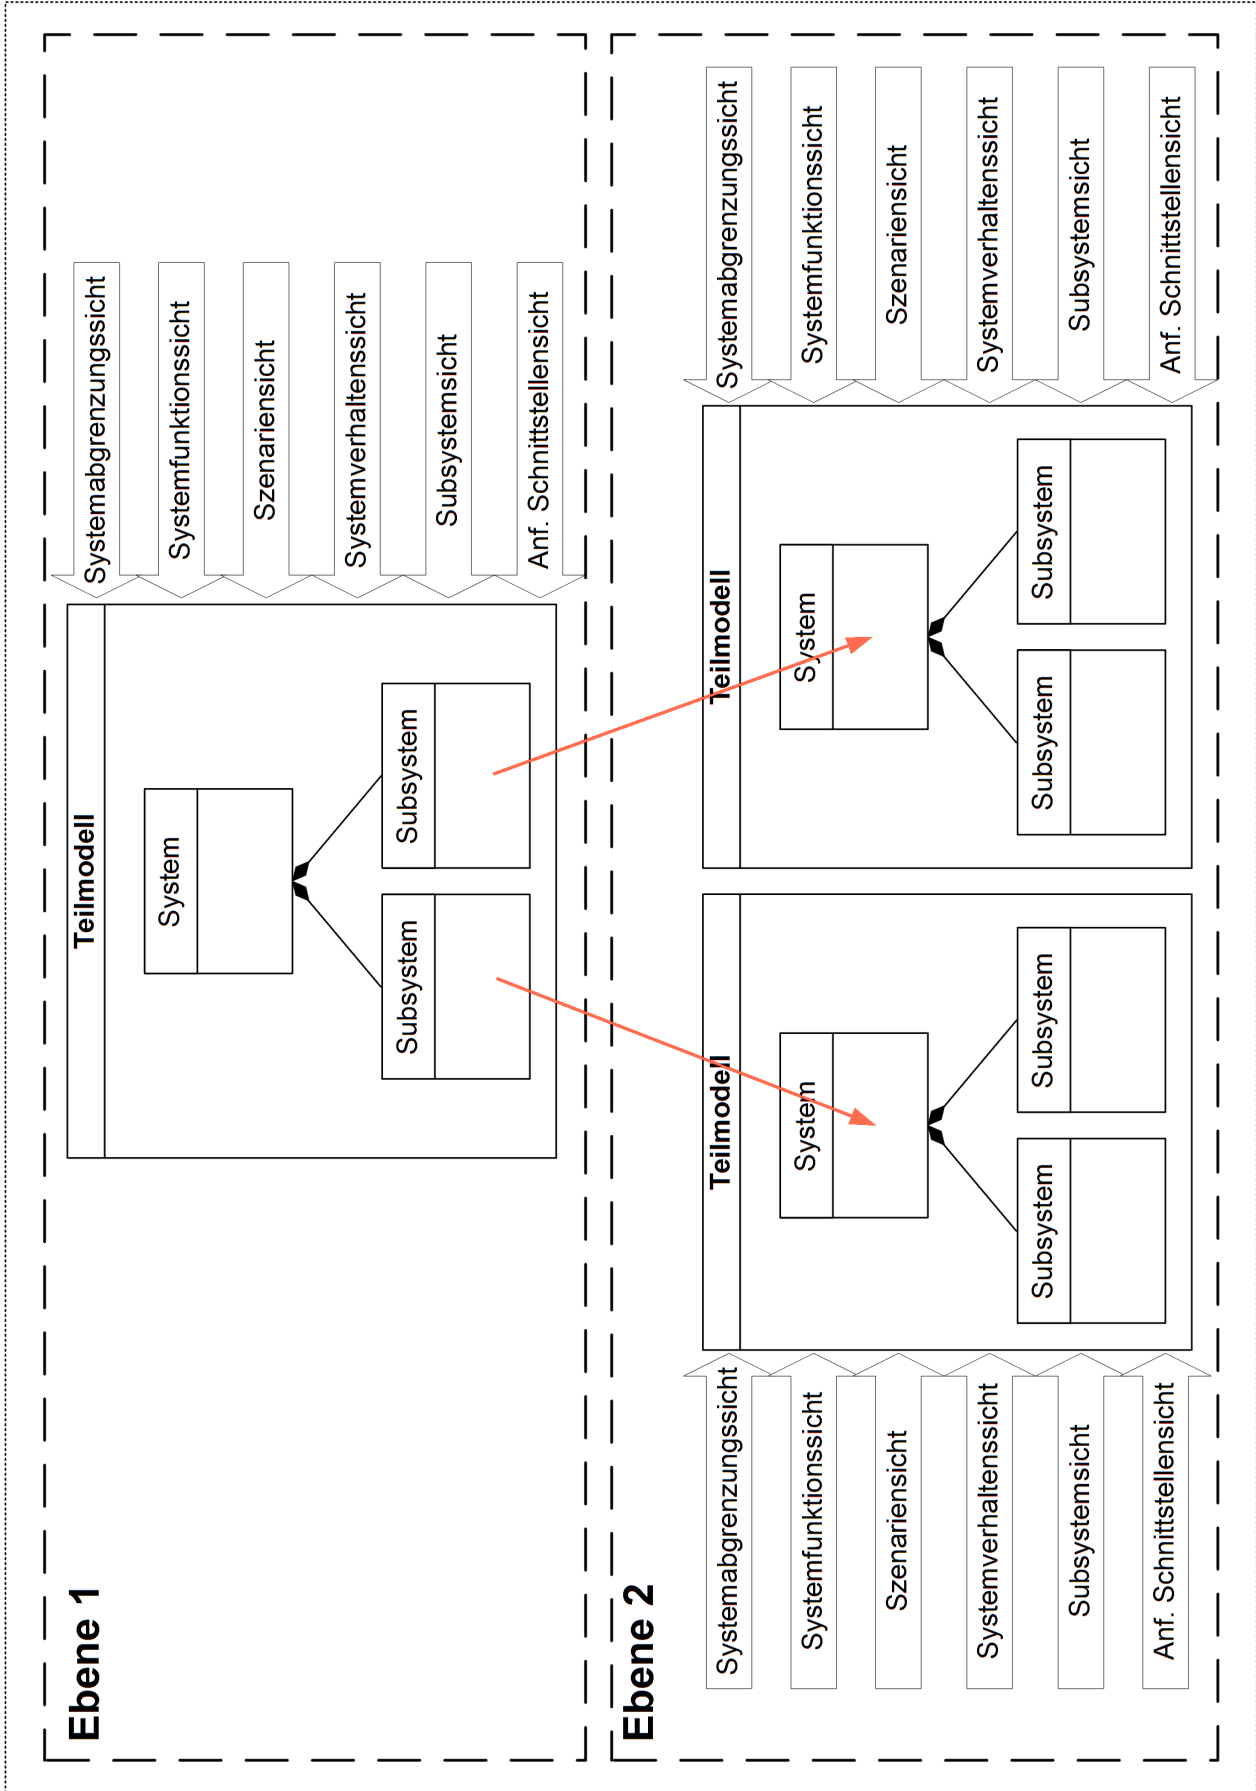 Ebene 1
Teilmodell
System
Subsystem
Subsystem
Systemabgrenzungssicht
Systemfunktionssicht
Szenariensicht
Systemverhaltenssicht
Subsystemsicht
Anf. Schnittstellensicht
Ebene 2
Systemabgrenzungssicht
Systemfunktionssicht
Szenariensicht
Systemverhaltenssicht
Subsystemsicht
Anf. Schnittstellensicht
Teilmodell
System
Subsystem
Subsystem
Teilmodell
System
Subsystem
Subsystem
Systemabgrenzungssicht
Systemfunktionssicht
Szenariensicht
Systemverhaltenssicht
Subsystemsicht
Anf. Schnittstellensicht